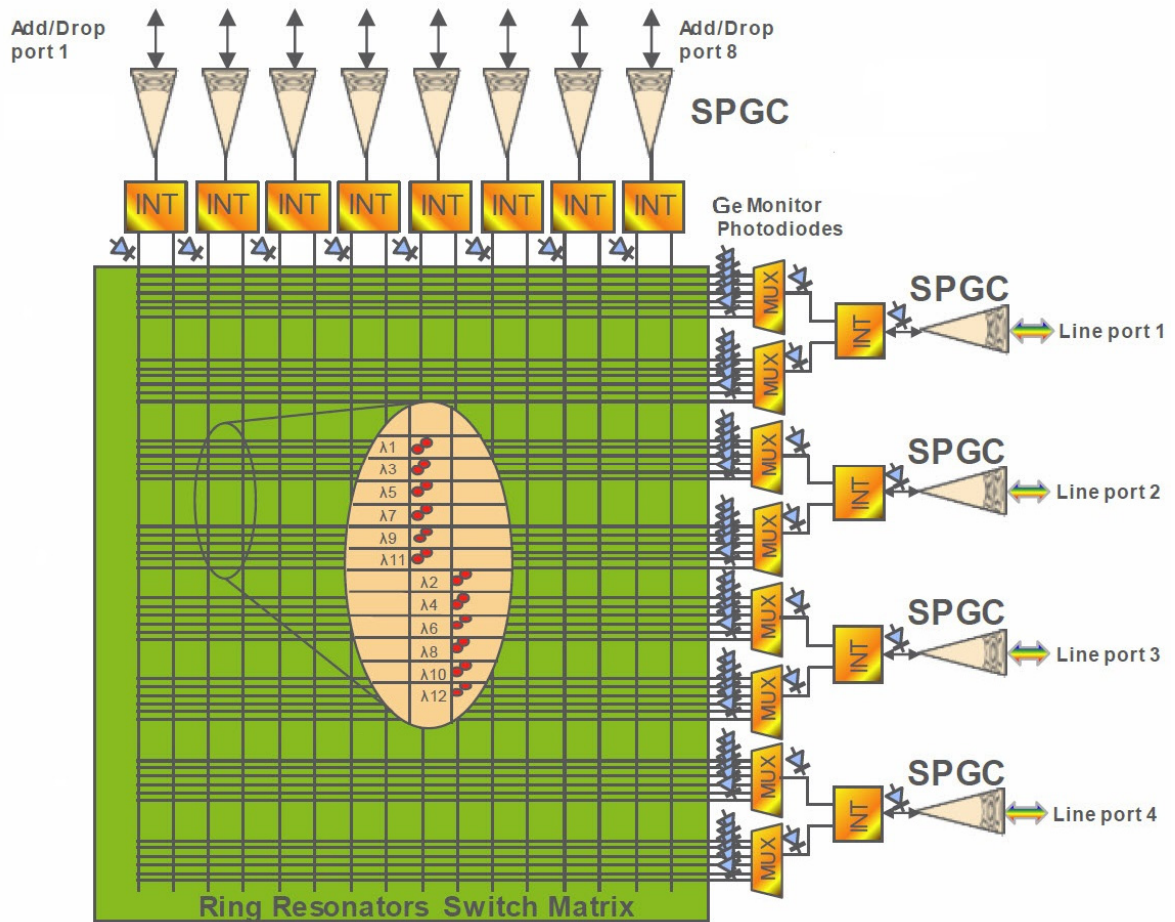 Add/Drop
port 1
Add/Drop
port 8
SPGC
INT
INT
INT
INT
INT
INT
INT
INT
Ge Monitor
Photodiodes
MUX
MUX
INT
SPGC
Line port 1
MUX
MUX
INT
SPGC
Line port 2
MUX
MUX
INT
SPGC
Line port 3
MUX
MUX
INT
SPGC
Line port 4
λ1
λ3
λ5
λ7
λ9
λ11
λ2
λ4
λ6
λ8
λ10
λ12
Ring Resonators Switch Matrix